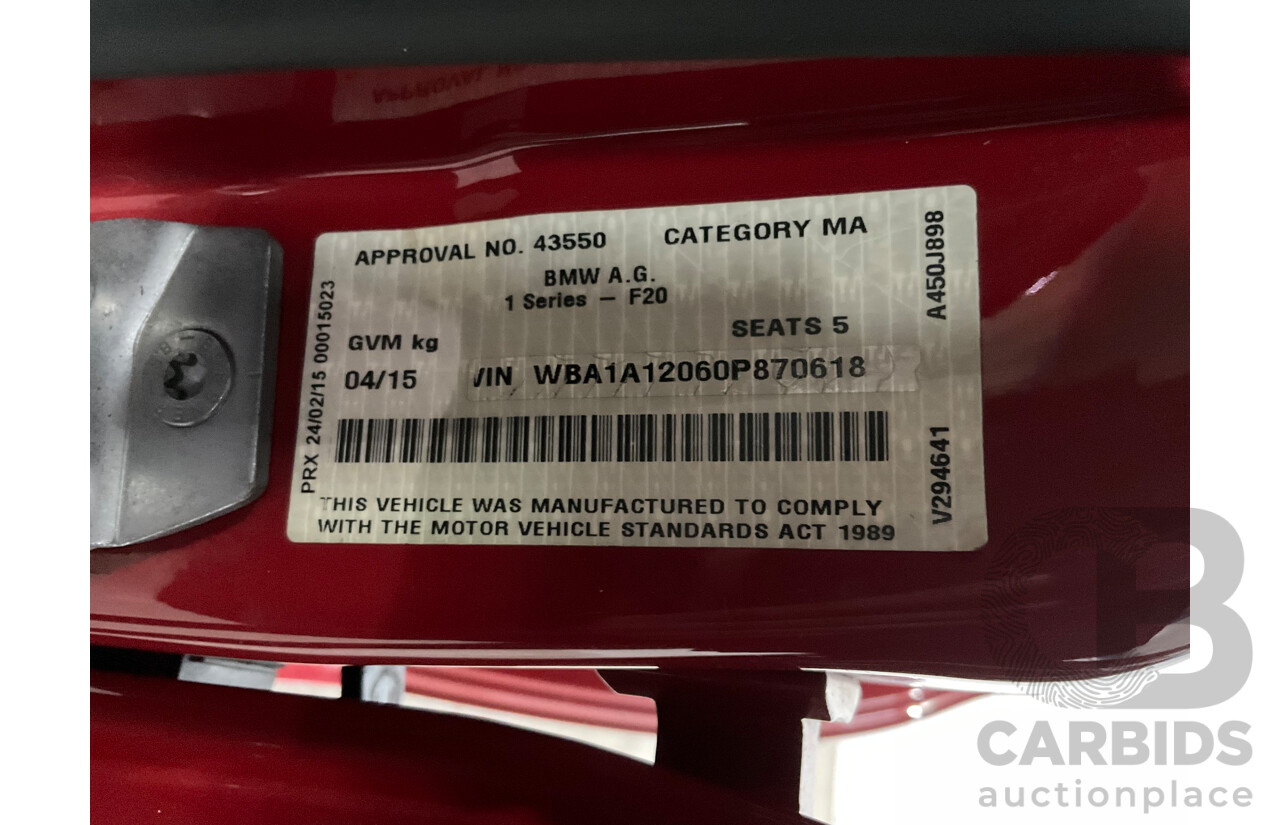 APPROVAL NO. 43550 CATEGORY MA
BMW A.G.
1 Series – F20
SEATS 5
GVM kg
04/15 VIN WBA1A12060P870618
THIS VEHICLE WAS MANUFACTURED TO COMPLY
WITH THE MOTOR VEHICLE STANDARDS ACT 1989
PRX 24/02/15 00015023
A450J898
V294641
CB
CARBIDS
auctionplace